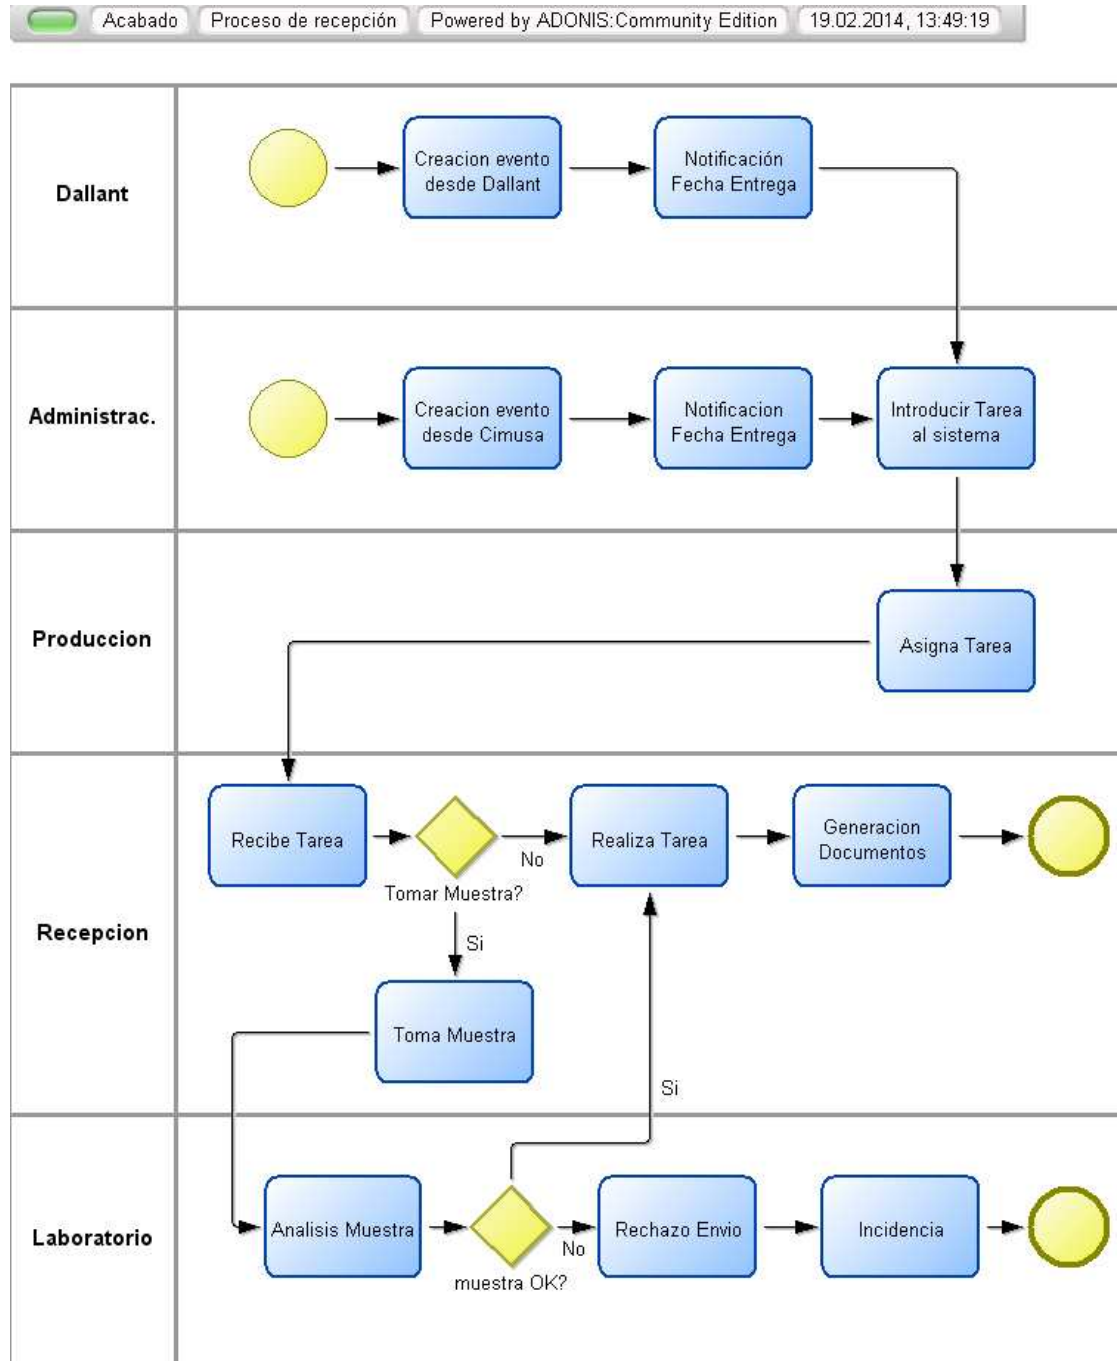 Acabado Proceso de recepción Powered by ADONIS:Community Edition 19.02.2014, 13:49:19
Dallant
Creacion evento
desde Dallant
Notificación
Fecha Entrega
Administrac.
Creacion evento
desde Cimusa
Notificacion
Fecha Entrega
Introducir Tarea
al sistema
Produccion
Asigna Tarea
Recepcion
Recibe Tarea
Tomar Muestra?
No
Realiza Tarea
Generacion
Documentos
Si
Toma Muestra
Si
Laboratorio
Analisis Muestra
muestra OK?
No
Rechazo Envio
Incidencia